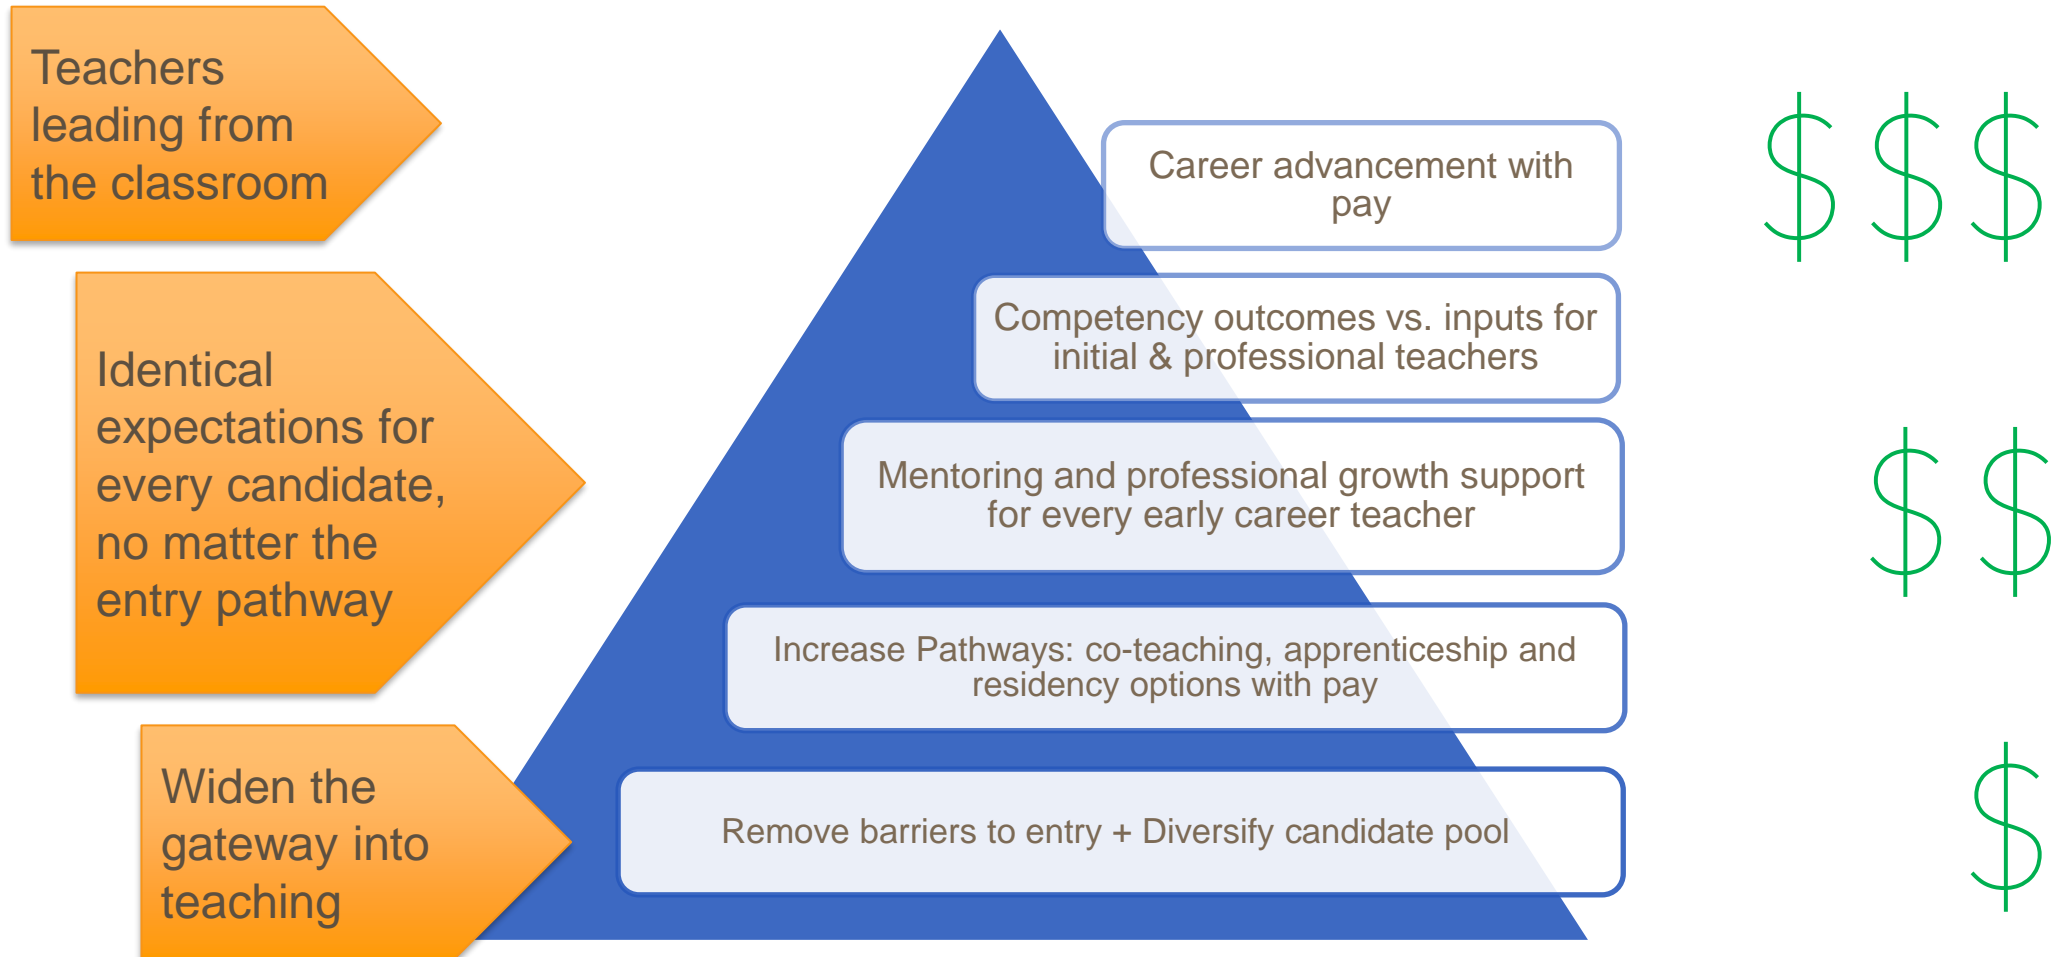 Teachers
leading from
the classroom
Career advancement with
pay
$ $ $
Competency outcomes vs. inputs for
initial & professional teachers
Identical
expectations for
every candidate,
no matter the
entry pathway
Mentoring and professional growth support
for every early career teacher
$ $
Increase Pathways: co-teaching, apprenticeship and
residency options with pay
Widen the
gateway into
teaching
Remove barriers to entry + Diversify candidate pool
$